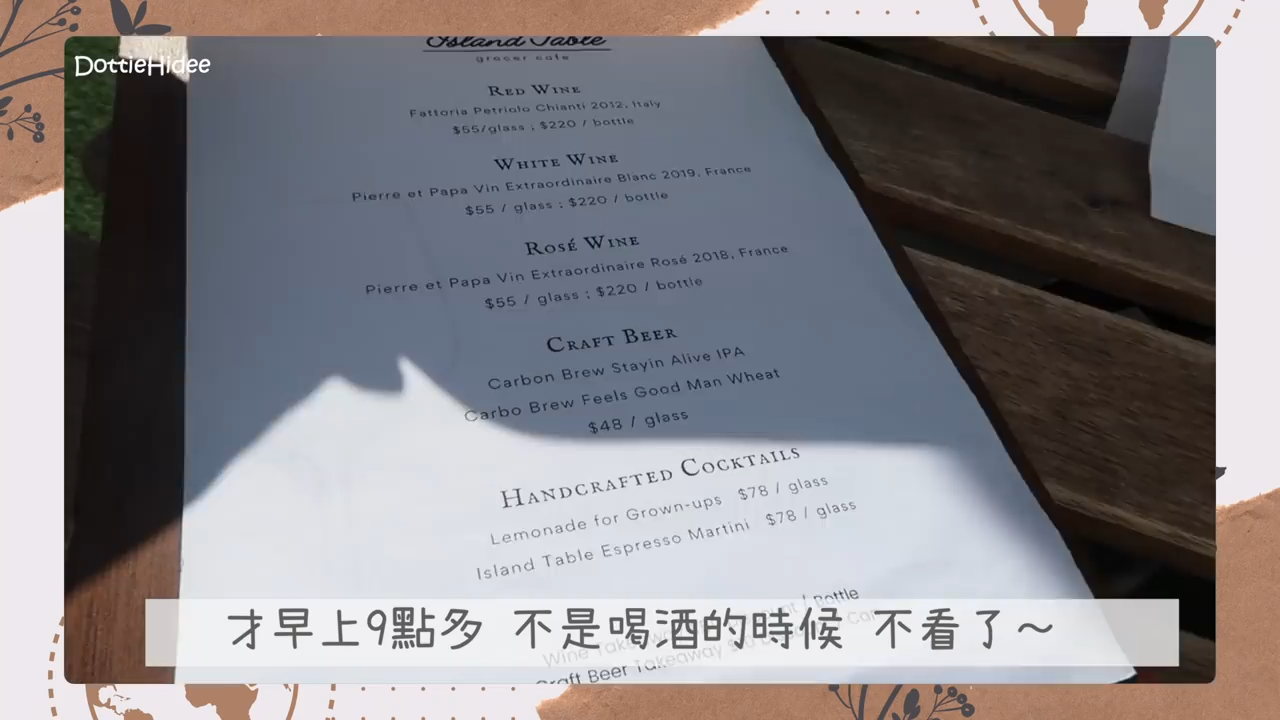 DottieHidee
Island Table
grocer cafe
RED WINE
Fattoria Petriolo Chianti 2012, Italy
$55/glass ; $220 / bottle
WHITE WINE
Pierre et Papa Vin Extraordinaire Blanc 2019, France
$55 / glass ; $220 / bottle
ROSÉ WINE
Pierre et Papa Vin Extraordinaire Rosé 2018, France
$55 / glass ; $220 / bottle
CRAFT BEER
Carbon Brew Stayin Alive IPA
Carbo Brew Feels Good Man Wheat
$48 / glass
HANDCRAFTED COCKTAILS
Lemonade for Grown-ups $78 / glass
Island Table Espresso Martini $78 / glass
/ bottle
Craft Beer Takeaway
才早上9點多 不是喝酒的時候 不看了～